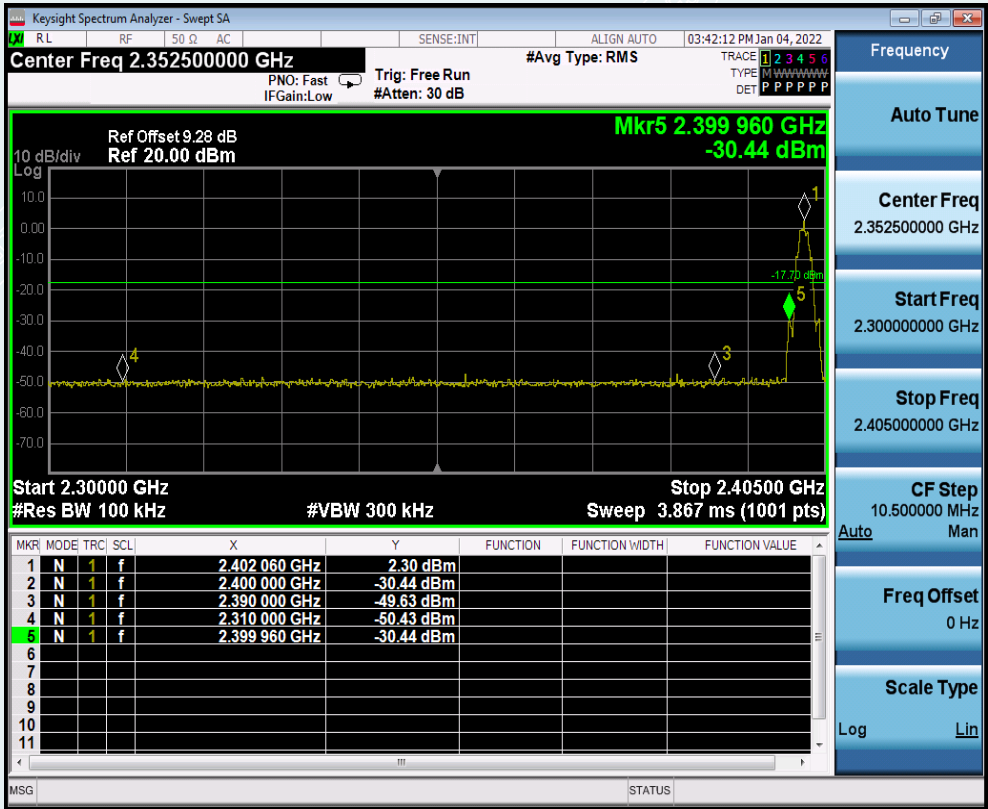 Keysight Spectrum Analyzer - Swept SA
LXI RL RF 50 Ω AC SENSE:INT ALIGN AUTO 03:42:12 PM Jan 04, 2022
Center Freq 2.352500000 GHz
PNO: Fast
IFGain:Low
Trig: Free Run
#Atten: 30 dB
#Avg Type: RMS
TRACE 1 2 3 4 5 6
TYPE M WWWWW
DET P P P P P P
Ref Offset 9.28 dB
10 dB/div Ref 20.00 dBm
Log
Mkr5 2.399 960 GHz
-30.44 dBm
10.0
0.00
-10.0
-20.0
-30.0
-40.0
-50.0
-60.0
-70.0
1
-17.70 dBm
5
4
3
Start 2.30000 GHz Stop 2.40500 GHz
#Res BW 100 kHz #VBW 300 kHz Sweep 3.867 ms (1001 pts)
MKR MODE TRC SCL X Y FUNCTION FUNCTION WIDTH FUNCTION VALUE
1 N 1 f 2.402 060 GHz 2.30 dBm
2 N 1 f 2.400 000 GHz -30.44 dBm
3 N 1 f 2.390 000 GHz -49.63 dBm
4 N 1 f 2.310 000 GHz -50.43 dBm
5 N 1 f 2.399 960 GHz -30.44 dBm
6
7
8
9
10
11
MSG STATUS
Frequency
Auto Tune
Center Freq
2.352500000 GHz
Start Freq
2.300000000 GHz
Stop Freq
2.405000000 GHz
CF Step
10.500000 MHz
Auto Man
Freq Offset
0 Hz
Scale Type
Log Lin